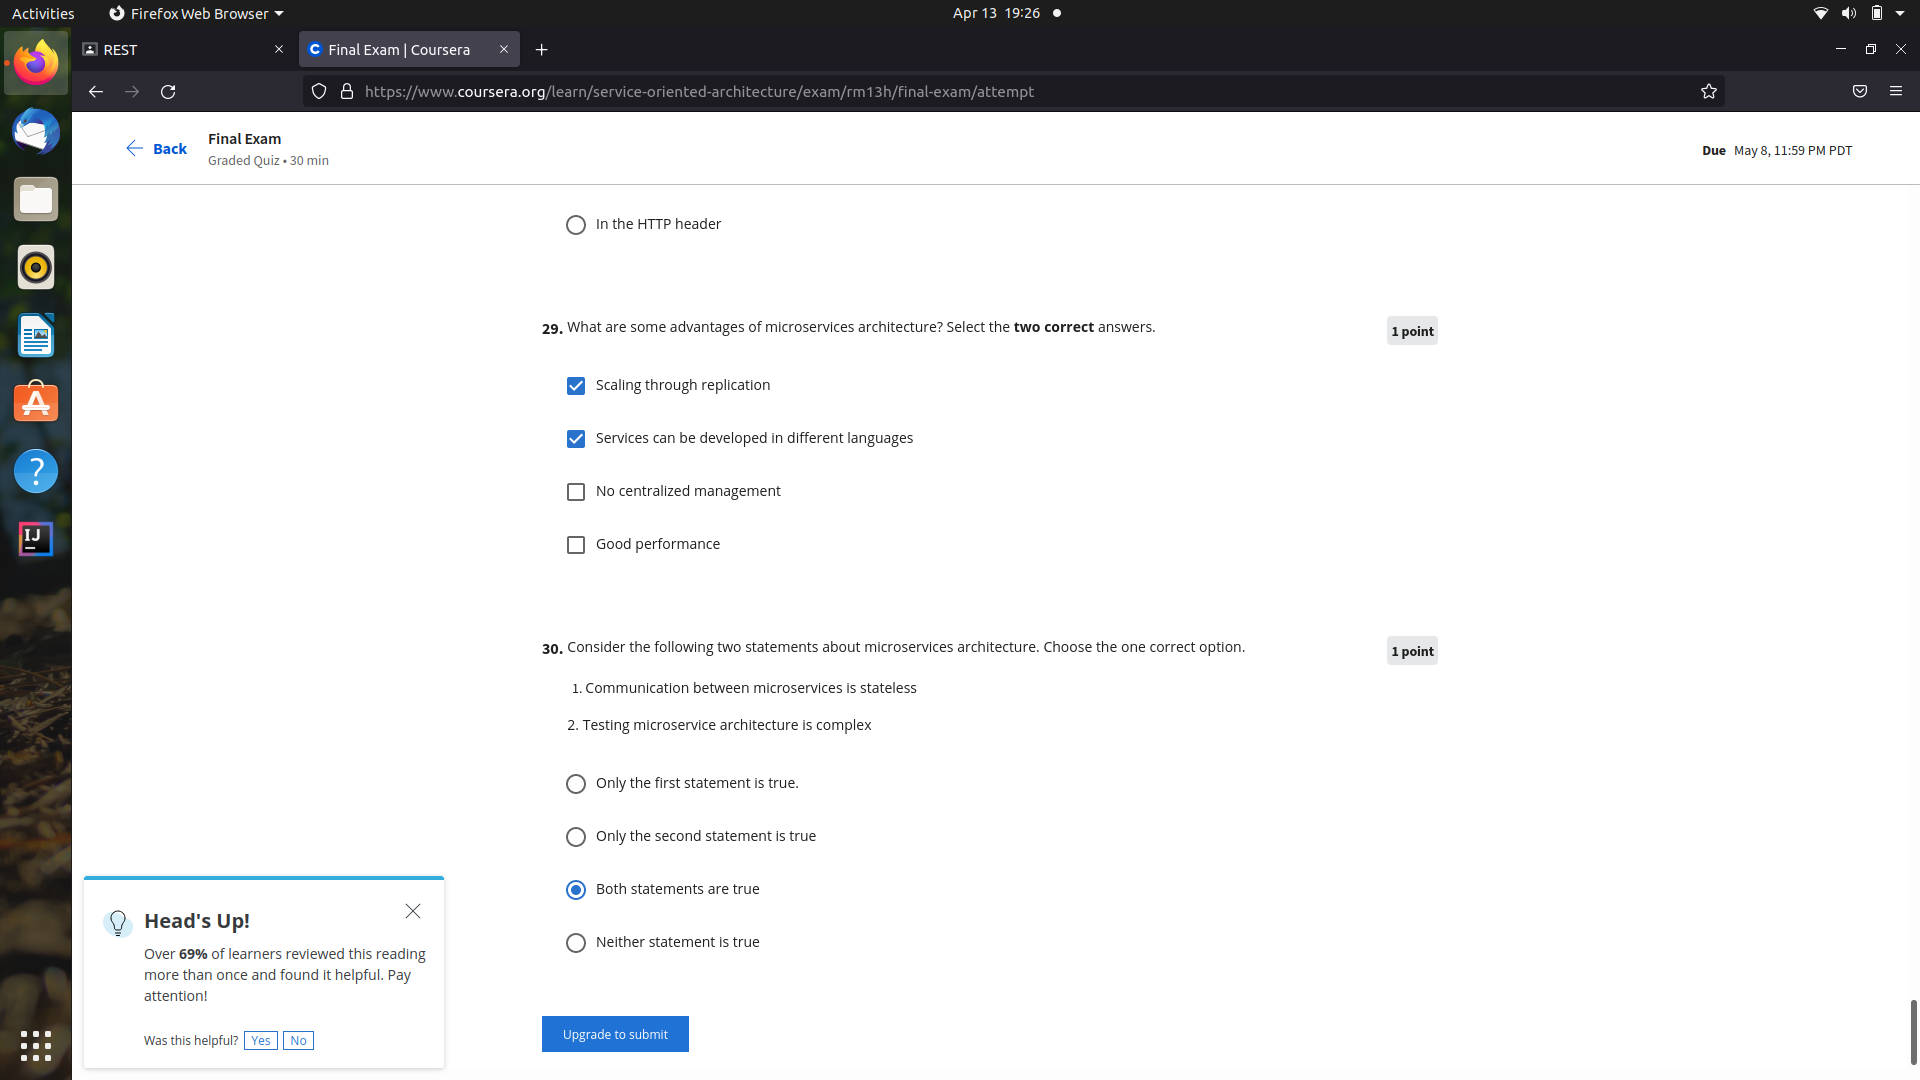 Activities
Firefox Web Browser
Apr 13 19:26
REST
Final Exam | Coursera
https://www.coursera.org/learn/service-oriented-architecture/exam/rm13h/final-exam/attempt
Back
Final Exam
Graded Quiz • 30 min
Due May 8, 11:59 PM PDT
In the HTTP header
29. What are some advantages of microservices architecture? Select the two correct answers.
1 point
Scaling through replication
Services can be developed in different languages
No centralized management
Good performance
30. Consider the following two statements about microservices architecture. Choose the one correct option.
1 point
1. Communication between microservices is stateless
2. Testing microservice architecture is complex
Only the first statement is true.
Only the second statement is true
Both statements are true
Neither statement is true
Upgrade to submit
Head's Up!
Over 69% of learners reviewed this reading
more than once and found it helpful. Pay
attention!
Was this helpful? Yes No
IJ